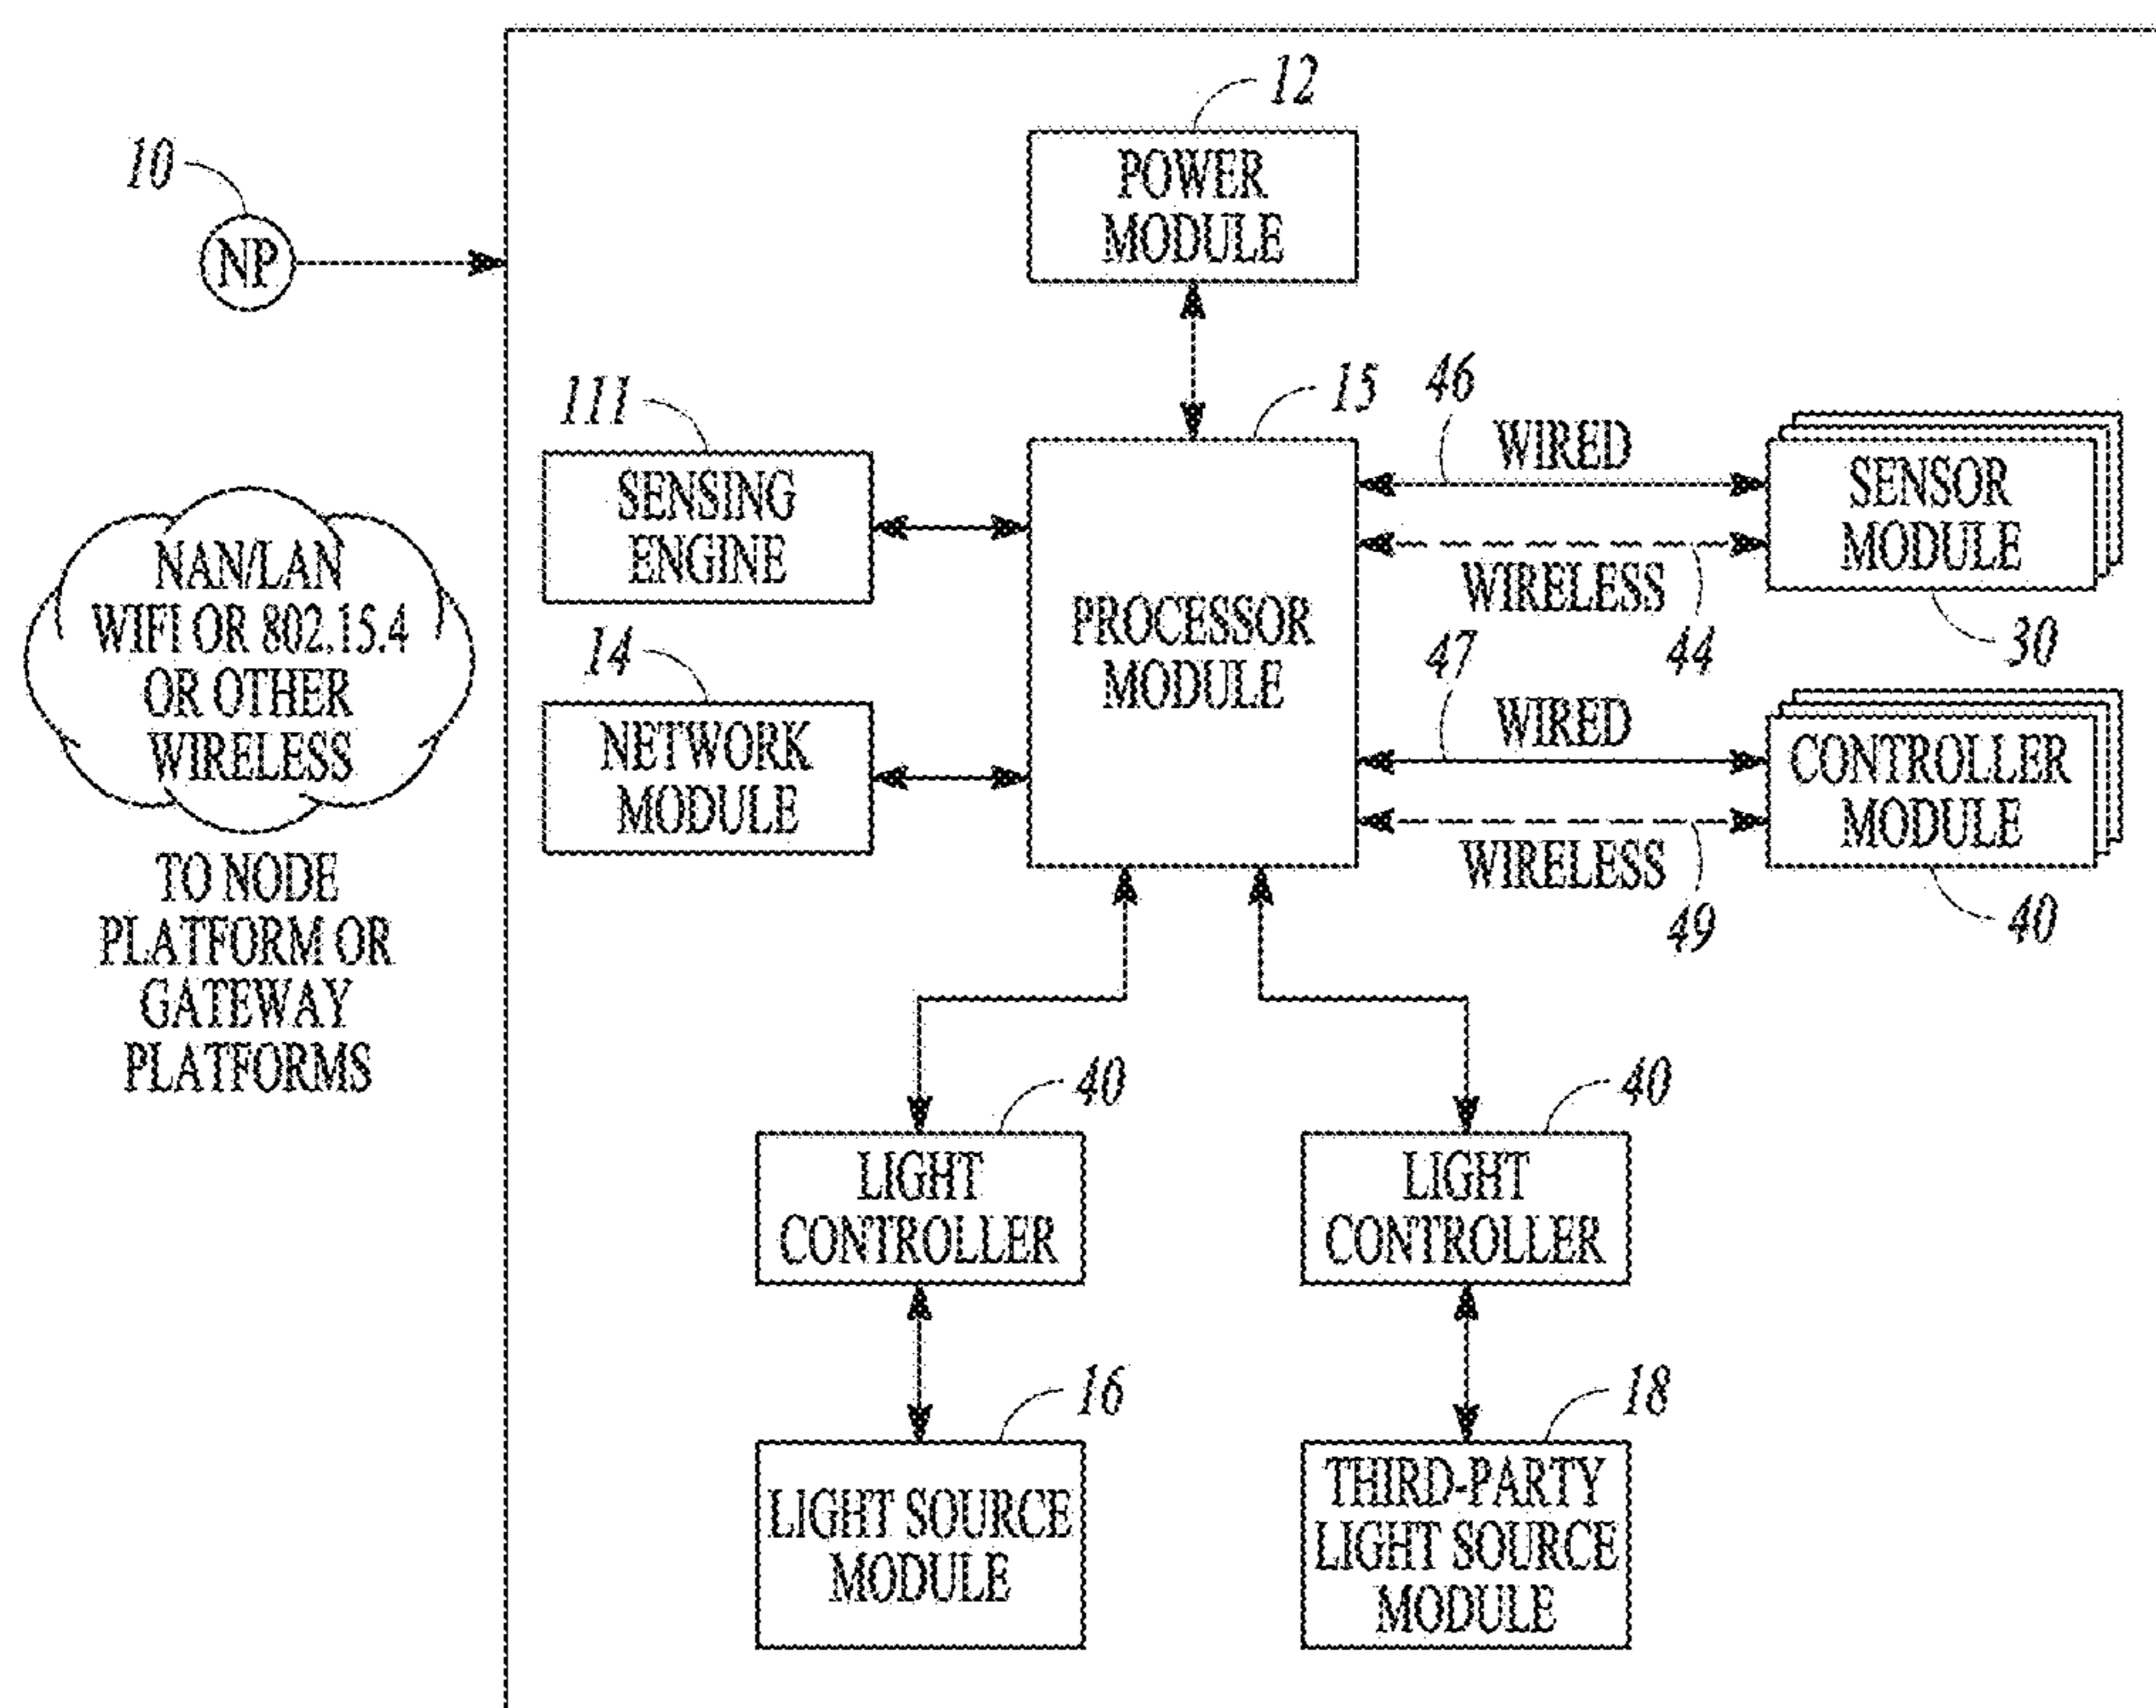 12
10
NP
POWER
MODULE
111
15
46
SENSING
ENGINE
WIRED
SENSOR
MODULE
WIRELESS
44
30
NAN/LAN
WIFI OR 802.15.4
OR OTHER
WIRELESS
PROCESSOR
MODULE
14
47
NETWORK
MODULE
WIRED
CONTROLLER
MODULE
WIRELESS
49
40
TO NODE
PLATFORM OR
GATEWAY
PLATFORMS
40
40
LIGHT
CONTROLLER
LIGHT
CONTROLLER
16
18
LIGHT SOURCE
MODULE
THIRD-PARTY
LIGHT SOURCE
MODULE